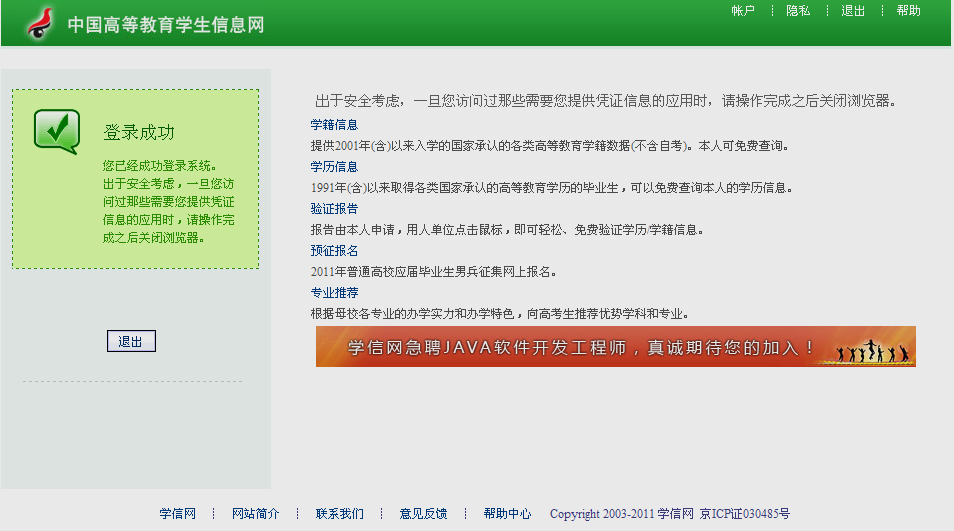 中国高等教育学生信息网
帐户 ┊ 隐私 ┊ 退出 ┊ 帮助
登录成功
您已经成功登录系统。
出于安全考虑，一旦您访
问过那些需要您提供凭证
信息的应用时，请操作完
成之后关闭浏览器。
退出
出于安全考虑，一旦您访问过那些需要您提供凭证信息的应用时，请操作完成之后关闭浏览器。
学籍信息
提供2001年(含)以来入学的国家承认的各类高等教育学籍数据(不含自考)。本人可免费查询。
学历信息
1991年(含)以来取得各类国家承认的高等教育学历的毕业生，可以免费查询本人的学历信息。
验证报告
报告由本人申请，用人单位点击鼠标，即可轻松、免费验证学历/学籍信息。
预征报名
2011年普通高校应届毕业生男兵征集网上报名。
专业推荐
根据母校各专业的办学实力和办学特色，向高考生推荐优势学科和专业。
学信网急聘JAVA软件开发工程师，真诚期待您的加入！
学信网 ┊ 网站简介 ┊ 联系我们 ┊ 意见反馈 ┊ 帮助中心 Copyright 2003-2011 学信网 京ICP证030485号